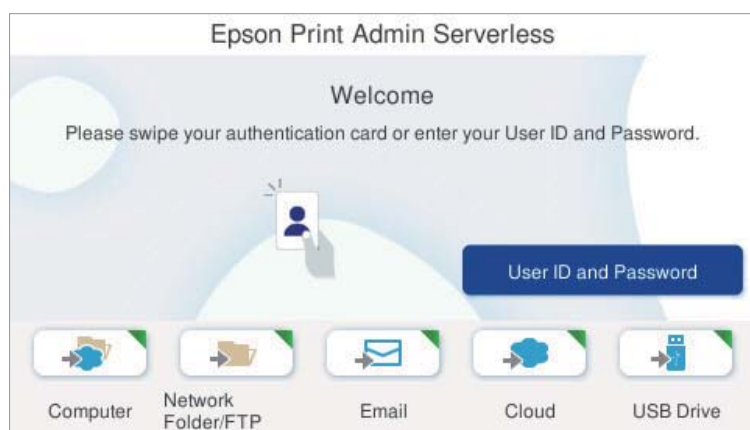 Epson Print Admin Serverless
Welcome
Please swipe your authentication card or enter your User ID and Password.
User ID and Password
Computer
Network
Folder/FTP
Email
Cloud
USB Drive